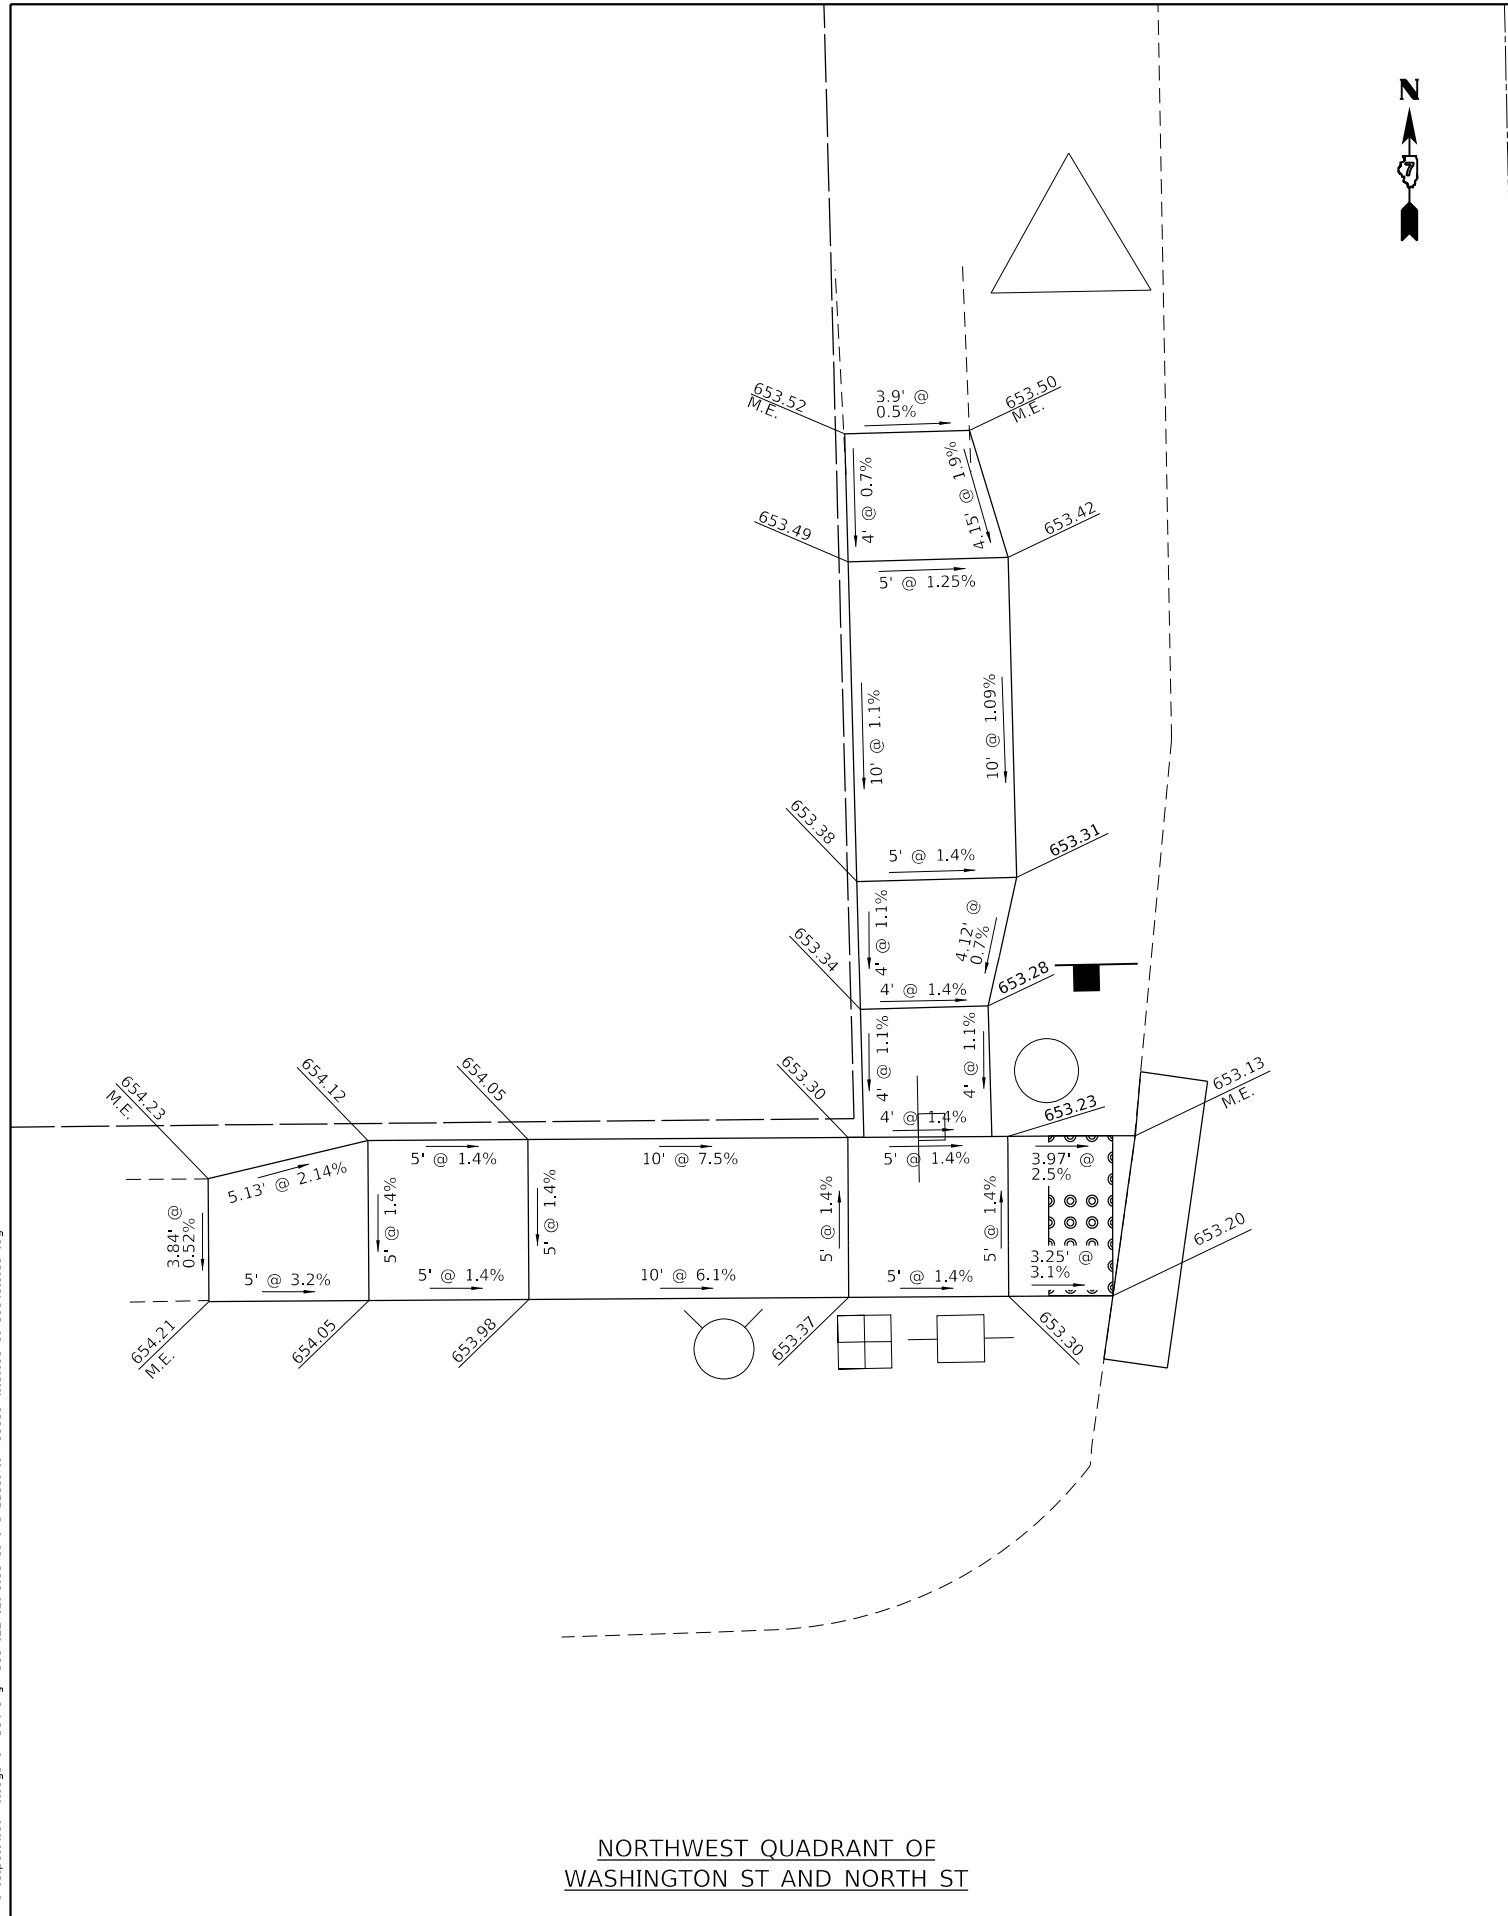 N
7
653.52
M.E.
3.9' @
0.5%
653.50
M.E.
4' @ 0.7%
4.15' @ 1.9%
653.49
653.42
5' @ 1.25%
10' @ 1.1%
10' @ 1.09%
653.38
653.31
5' @ 1.4%
4' @ 1.1%
4.12' @
0.7%
653.34
653.28
4' @ 1.4%
4' @ 1.1%
4' @ 1.1%
4' @ 1.4%
654.23
M.E.
654.12
654.05
653.30
653.23
653.13
M.E.
5.13' @ 2.14%
5' @ 1.4%
10' @ 7.5%
5' @ 1.4%
3.97' @
2.5%
3.84' @
0.52%
5' @ 1.4%
5' @ 1.4%
5' @ 1.4%
5' @ 1.4%
653.20
5' @ 3.2%
5' @ 1.4%
10' @ 6.1%
5' @ 1.4%
3.25' @
3.1%
654.21
M.E.
654.05
653.98
653.37
653.30
NORTHWEST QUADRANT OF
WASHINGTON ST AND NORTH ST